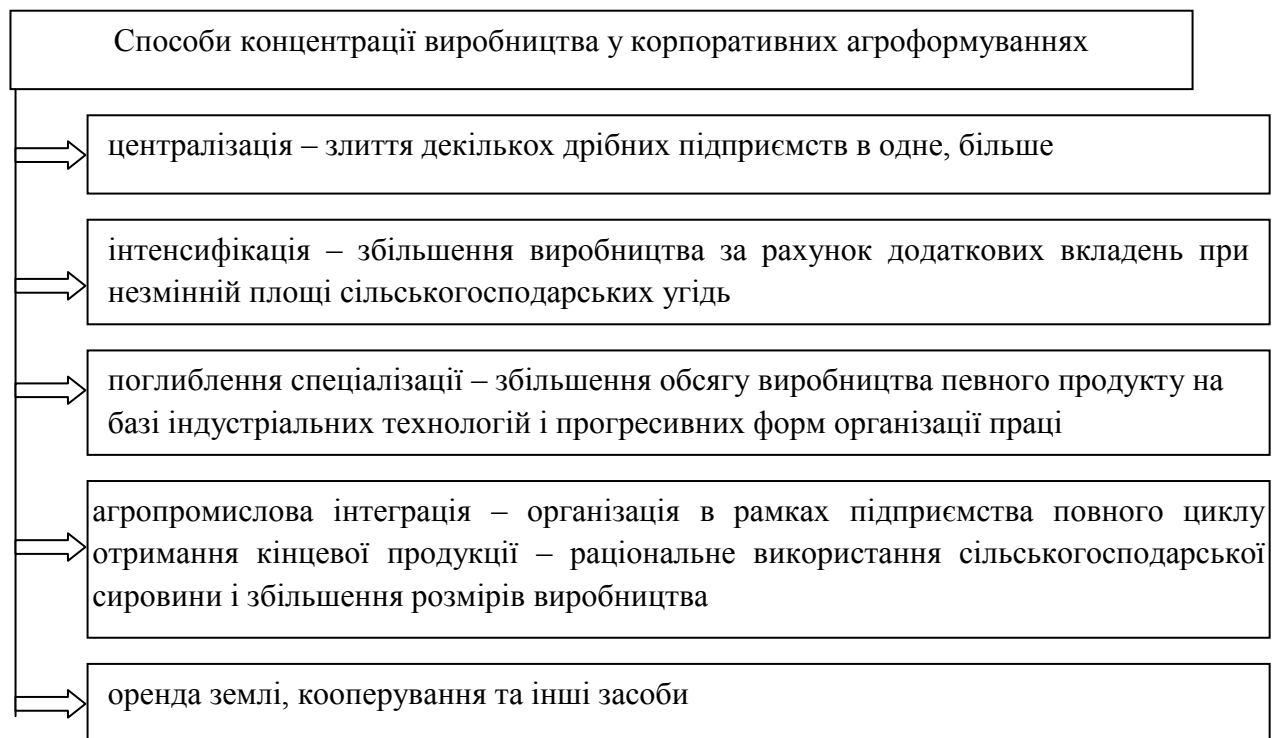 Способи концентрації виробництва у корпоративних агроформуваннях
централізація – злиття декількох дрібних підприємств в одне, більше
інтенсифікація – збільшення виробництва за рахунок додаткових вкладень при
незмінній площі сільськогосподарських угідь
поглиблення спеціалізації – збільшення обсягу виробництва певного продукту на
базі індустріальних технологій і прогресивних форм організації праці
агропромислова інтеграція – організація в рамках підприємства повного циклу
отримання кінцевої продукції – раціональне використання сільськогосподарської
сировини і збільшення розмірів виробництва
оренда землі, кооперування та інші засоби